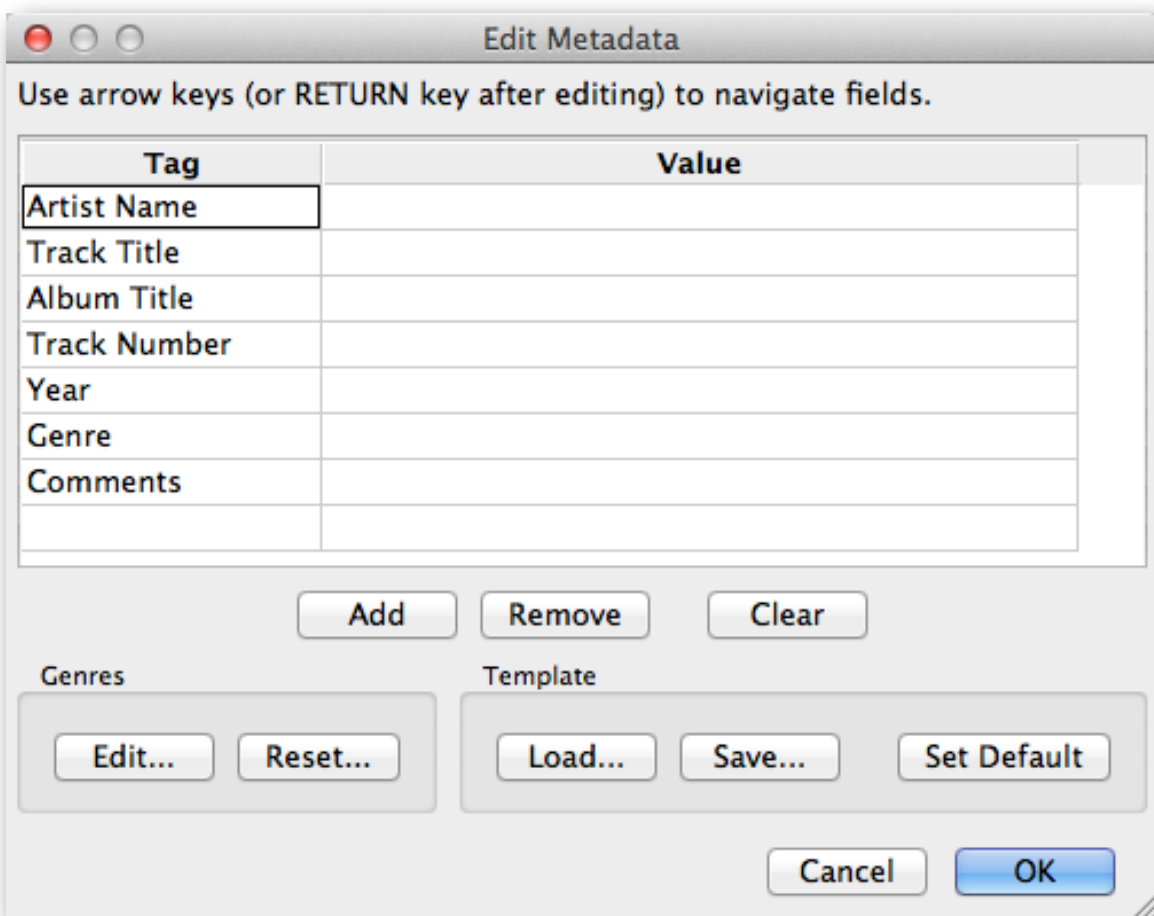 Edit Metadata
Use arrow keys (or RETURN key after editing) to navigate fields.
Tag Value
Artist Name
Track Title
Album Title
Track Number
Year
Genre
Comments
Add Remove Clear
Genres Template
Edit... Reset... Load... Save... Set Default
Cancel OK